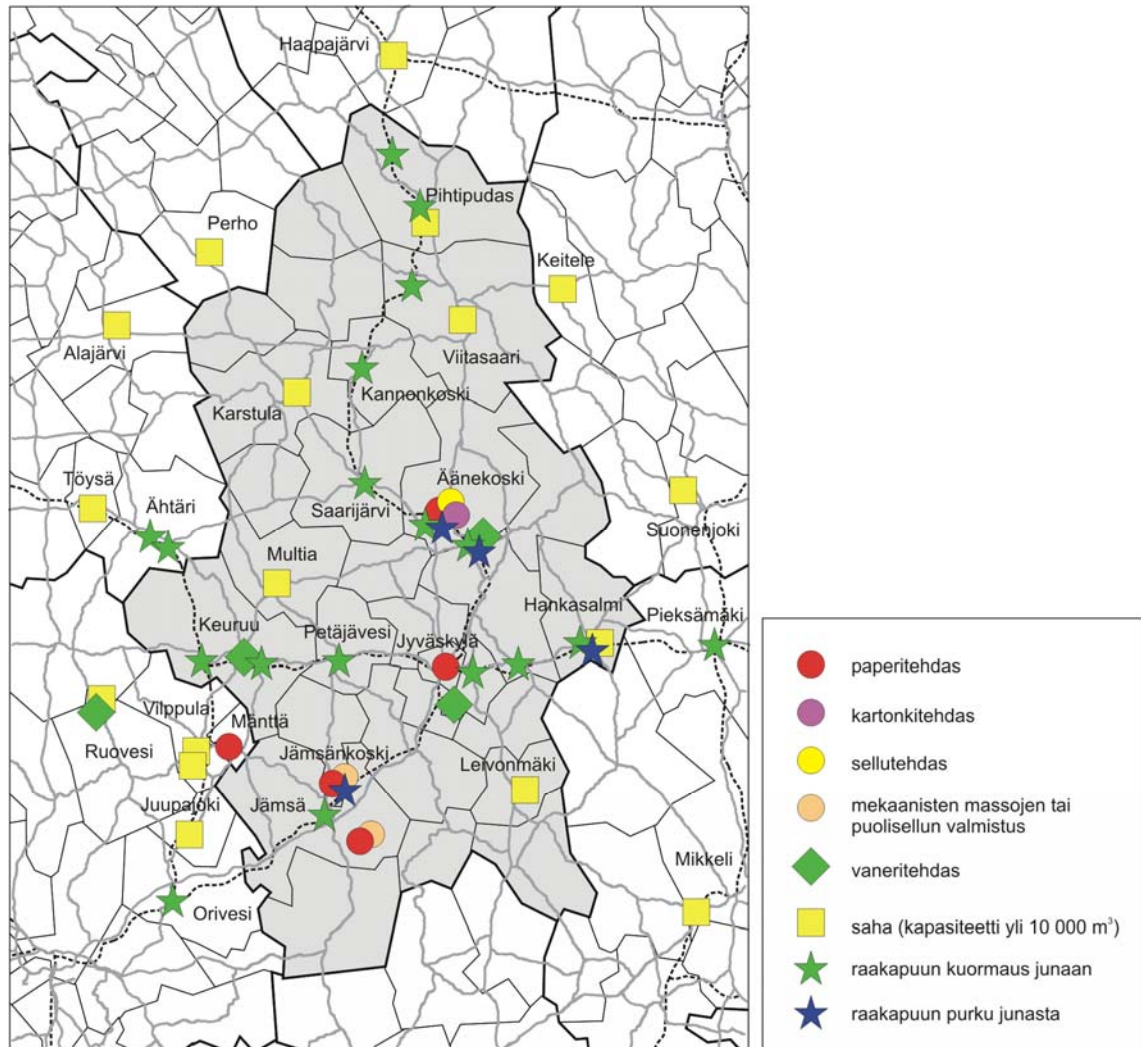 Haapajärvi
Pihtipudas
Perho
Keitele
Alajärvi
Viitasaari
Kannonkoski
Karstula
Töysä
Äänekoski
Ähtäri
Saarijärvi
Suonenjoki
Multia
Hankasalmi
Pieksämäki
Keuruu
Petäjävesi
Jyväskylä
Vilppula
Mänttä
Ruovesi
Jämsänkoski
Leivonmäki
Juupajoki
Jämsä
Mikkeli
Orivesi
paperitehdas
kartonkitehdas
sellutehdas
mekaanisten massojen tai
puolisellun valmistus
vaneritehdas
saha (kapasiteetti yli 10 000 m³)
raakapuun kuormaus junaan
raakapuun purku junasta